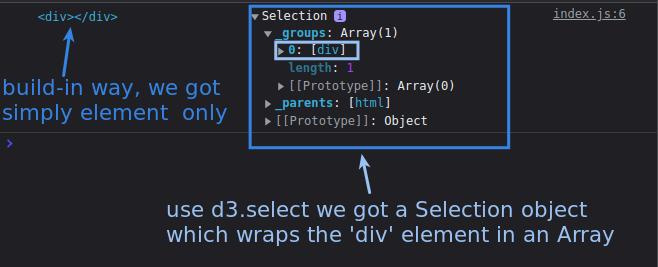 <div></div>
Selection i
index.js:6
_groups: Array(1)
0: [div]
length: 1
[[Prototype]]: Array(0)
_parents: [html]
[[Prototype]]: Object
build-in way, we got
simply element only
use d3.select we got a Selection object
which wraps the 'div' element in an Array